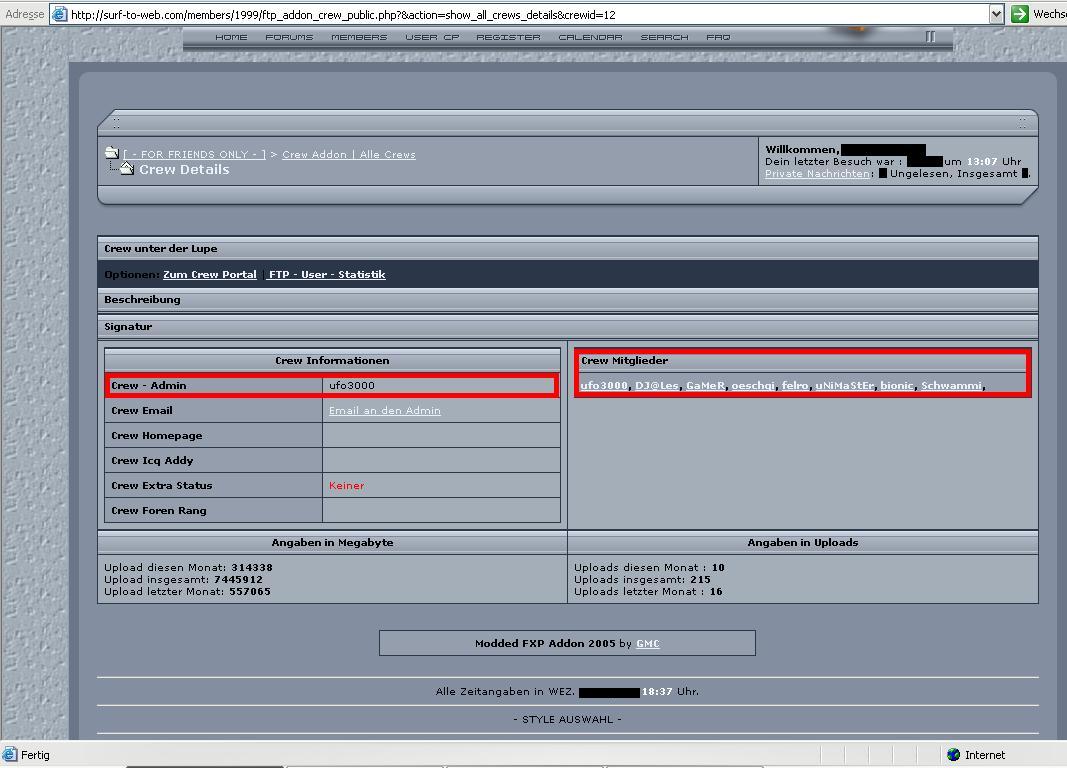 Adresse http://surf-to-web.com/members/1999/ftp_addon_crew_public.php?&action=show_all_crews_details&crewid=12 Wechs
HOME FORUMS MEMBERS USER CP REGISTER CALENDAR SEARCH FAQ
[ - FOR FRIENDS ONLY - ] > Crew Addon | Alle Crews
Crew Details
Willkommen,
Dein letzter Besuch war : um 13:07 Uhr
Private Nachrichten: Ungelesen, Insgesamt .
Crew unter der Lupe
Optionen: Zum Crew Portal | FTP - User - Statistik
Beschreibung
Signatur
Crew Informationen
Crew - Admin ufo3000
Crew Email Email an den Admin
Crew Homepage
Crew Icq Addy
Crew Extra Status Keiner
Crew Foren Rang
Crew Mitglieder
ufo3000, DJ@Les, GaMeR, oeschgi, felro, uNiMaStEr, bionic, Schwammi,
Angaben in Megabyte
Upload diesen Monat: 314338
Upload insgesamt: 7445912
Upload letzter Monat: 557065
Angaben in Uploads
Uploads diesen Monat : 10
Uploads insgesamt: 215
Uploads letzter Monat : 16
Modded FXP Addon 2005 by GMC
Alle Zeitangaben in WEZ. 18:37 Uhr.
- STYLE AUSWAHL -
Fertig Internet